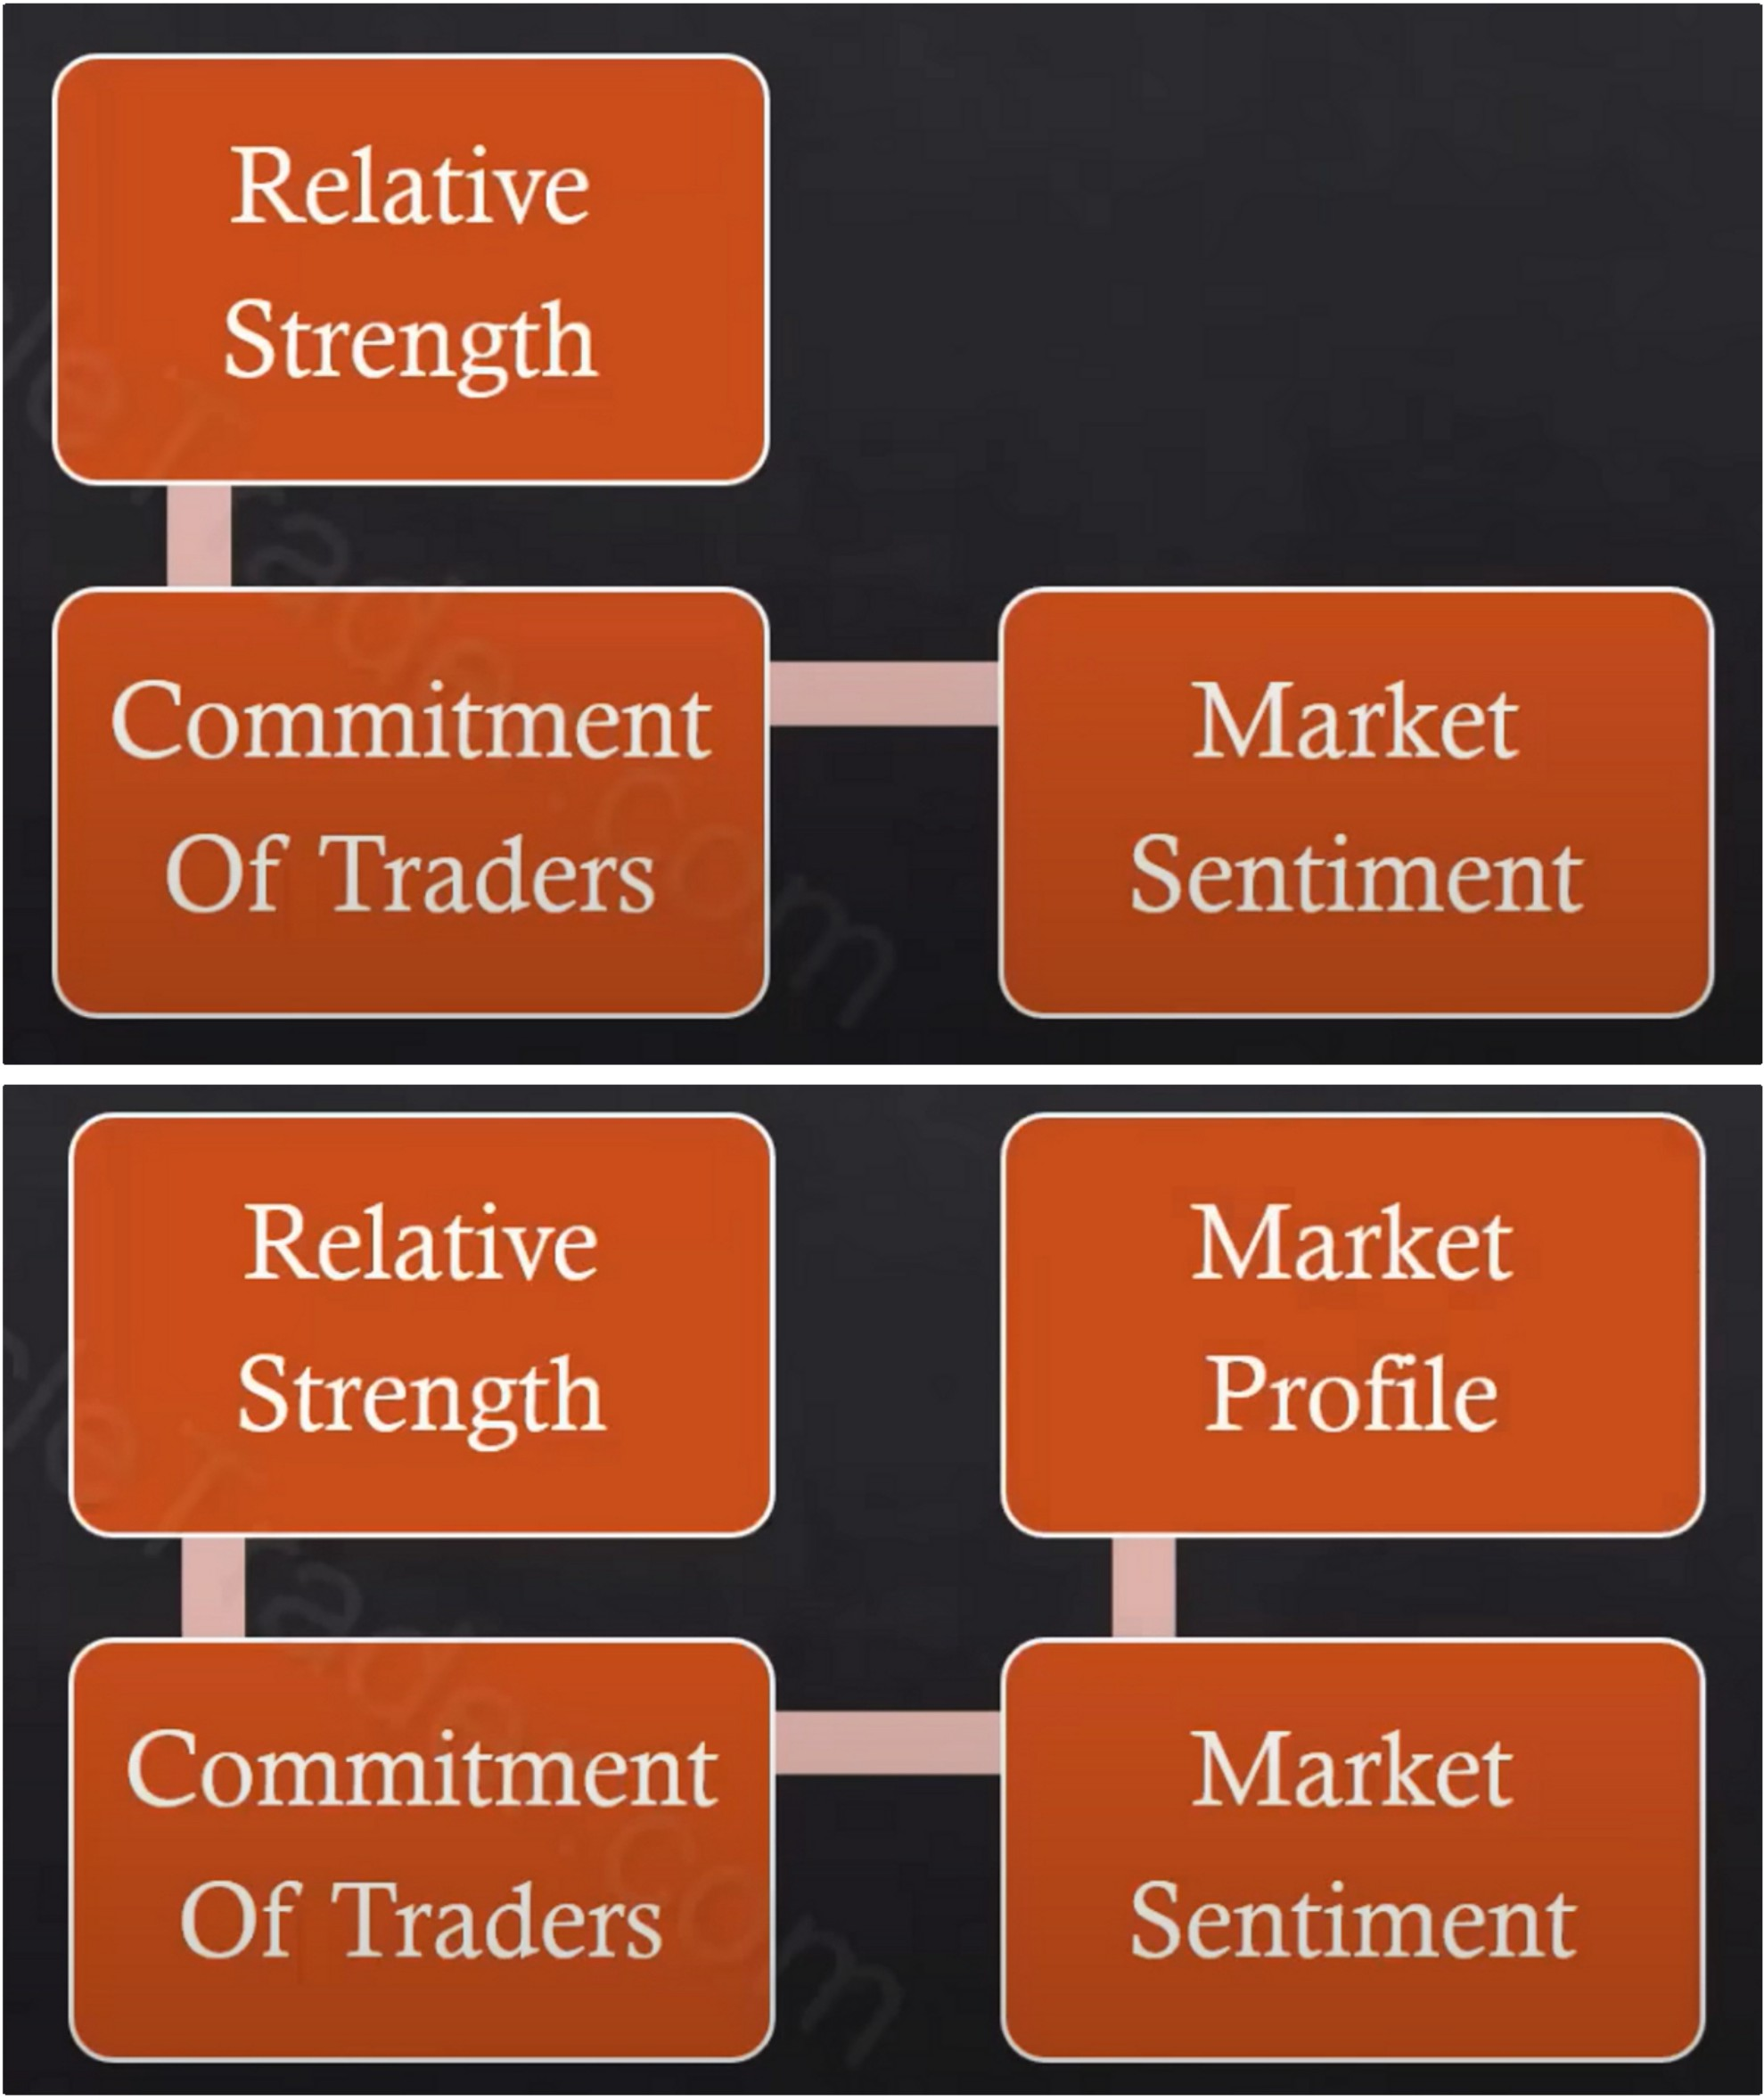 Relative
Strength
Commitment
Of Traders
Market
Sentiment
Relative
Strength
Market
Profile
Commitment
Of Traders
Market
Sentiment